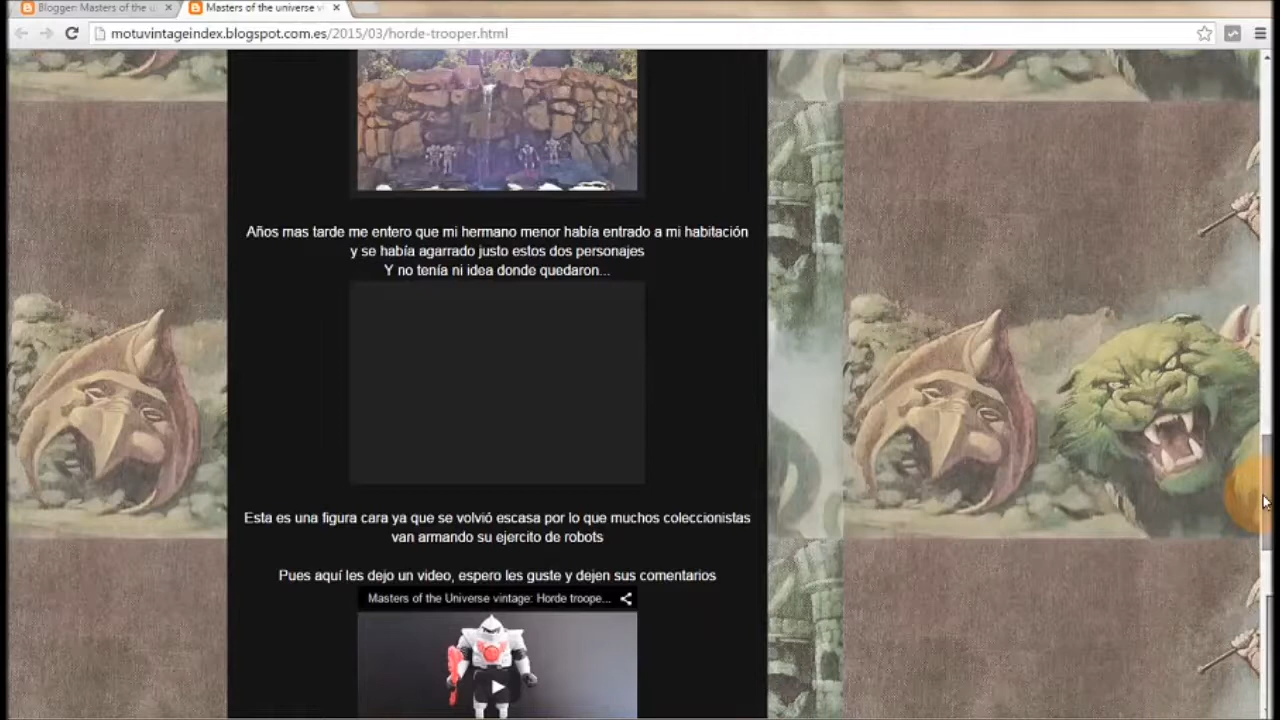 Blogger: Masters of the u
Masters of the universe v
motuvintageindex.blogspot.com.es/2015/03/horde-trooper.html
Años mas tarde me entero que mi hermano menor había entrado a mi habitación
y se había agarrado justo estos dos personajes
Y no tenía ni idea donde quedaron...
Esta es una figura cara ya que se volvió escasa por lo que muchos coleccionistas
van armando su ejercito de robots
Pues aquí les dejo un video, espero les guste y dejen sus comentarios
Masters of the Universe vintage: Horde troope...